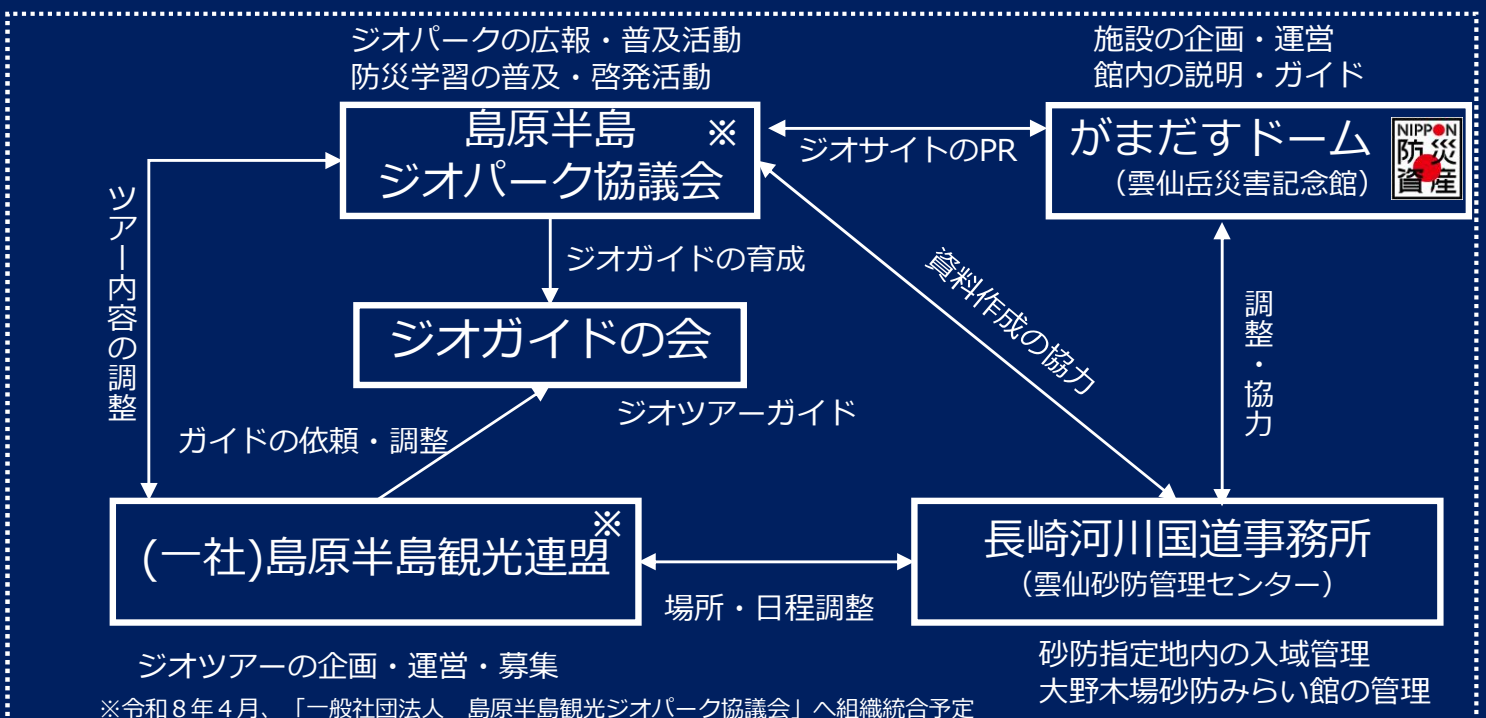 ジオパークの広報・普及活動
防災学習の普及・啓発活動
施設の企画・運営
館内の説明・ガイド
島原半島 ※
ジオパーク協議会
ジオサイトのPR
がまだすドーム
（雲仙岳災害記念館）
NIPPON
防災
資産
ツアー内容の調整
ジオガイドの育成
資料作成の協力
調整・協力
ジオガイドの会
ジオツアーガイド
ガイドの依頼・調整
(一社)島原半島観光連盟※
場所・日程調整
長崎河川国道事務所
（雲仙砂防管理センター）
ジオツアーの企画・運営・募集
砂防指定地内の入域管理
大野木場砂防みらい館の管理
※令和８年４月、「一般社団法人　島原半島観光ジオパーク協議会」へ組織統合予定